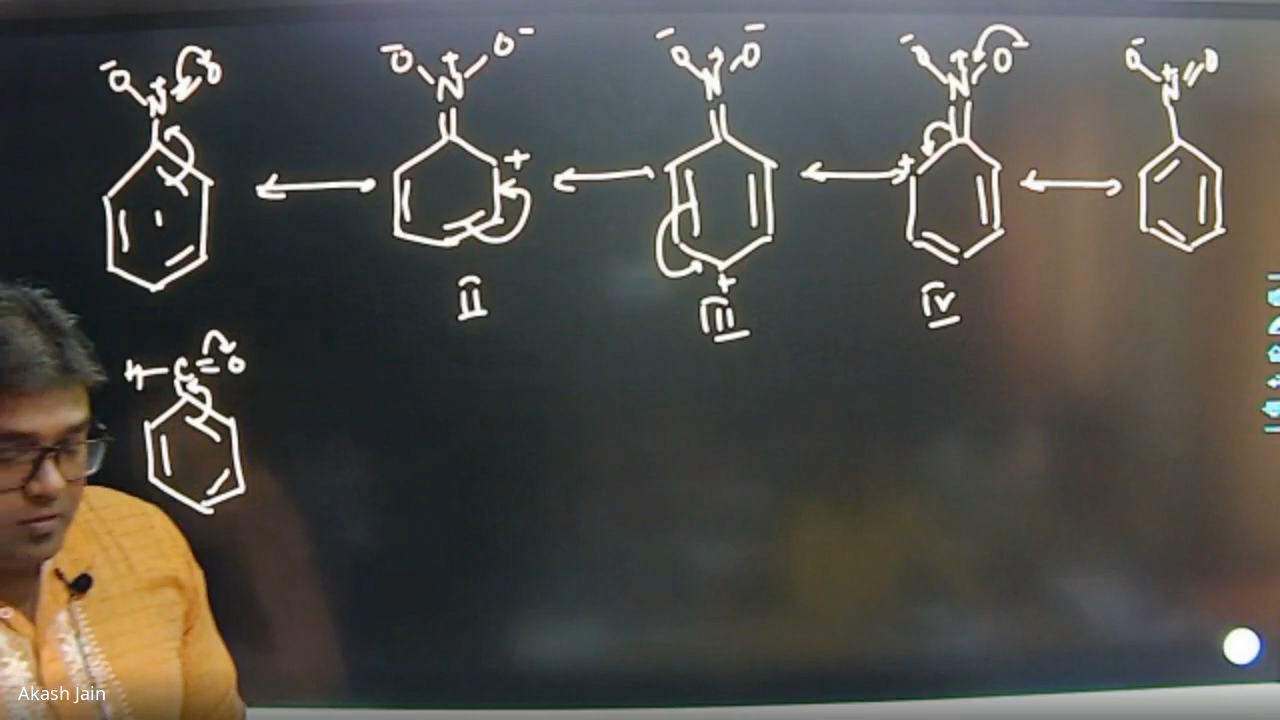 -O N+ O
-O N+ O-
-O N+ O-
-O N+ O
-O N+ O
+
+
II
+
III
IV
H-C=O
Akash Jain